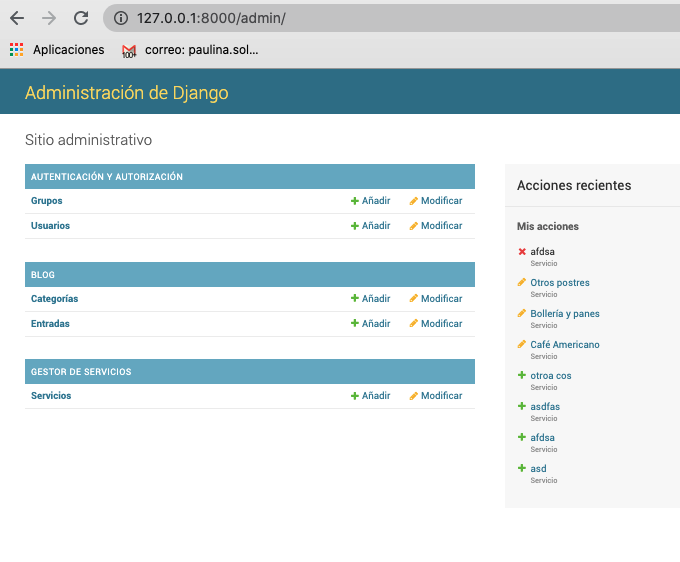 127.0.0.1:8000/admin/
Aplicaciones 100+ correo: paulina.sol...
Administración de Django
Sitio administrativo
AUTENTICACIÓN Y AUTORIZACIÓN
Grupos Añadir Modificar
Usuarios Añadir Modificar
BLOG
Categorías Añadir Modificar
Entradas Añadir Modificar
GESTOR DE SERVICIOS
Servicios Añadir Modificar
Acciones recientes
Mis acciones
afdsa
Servicio
Otros postres
Servicio
Bollería y panes
Servicio
Café Americano
Servicio
otroa cos
Servicio
asdfas
Servicio
afdsa
Servicio
asd
Servicio